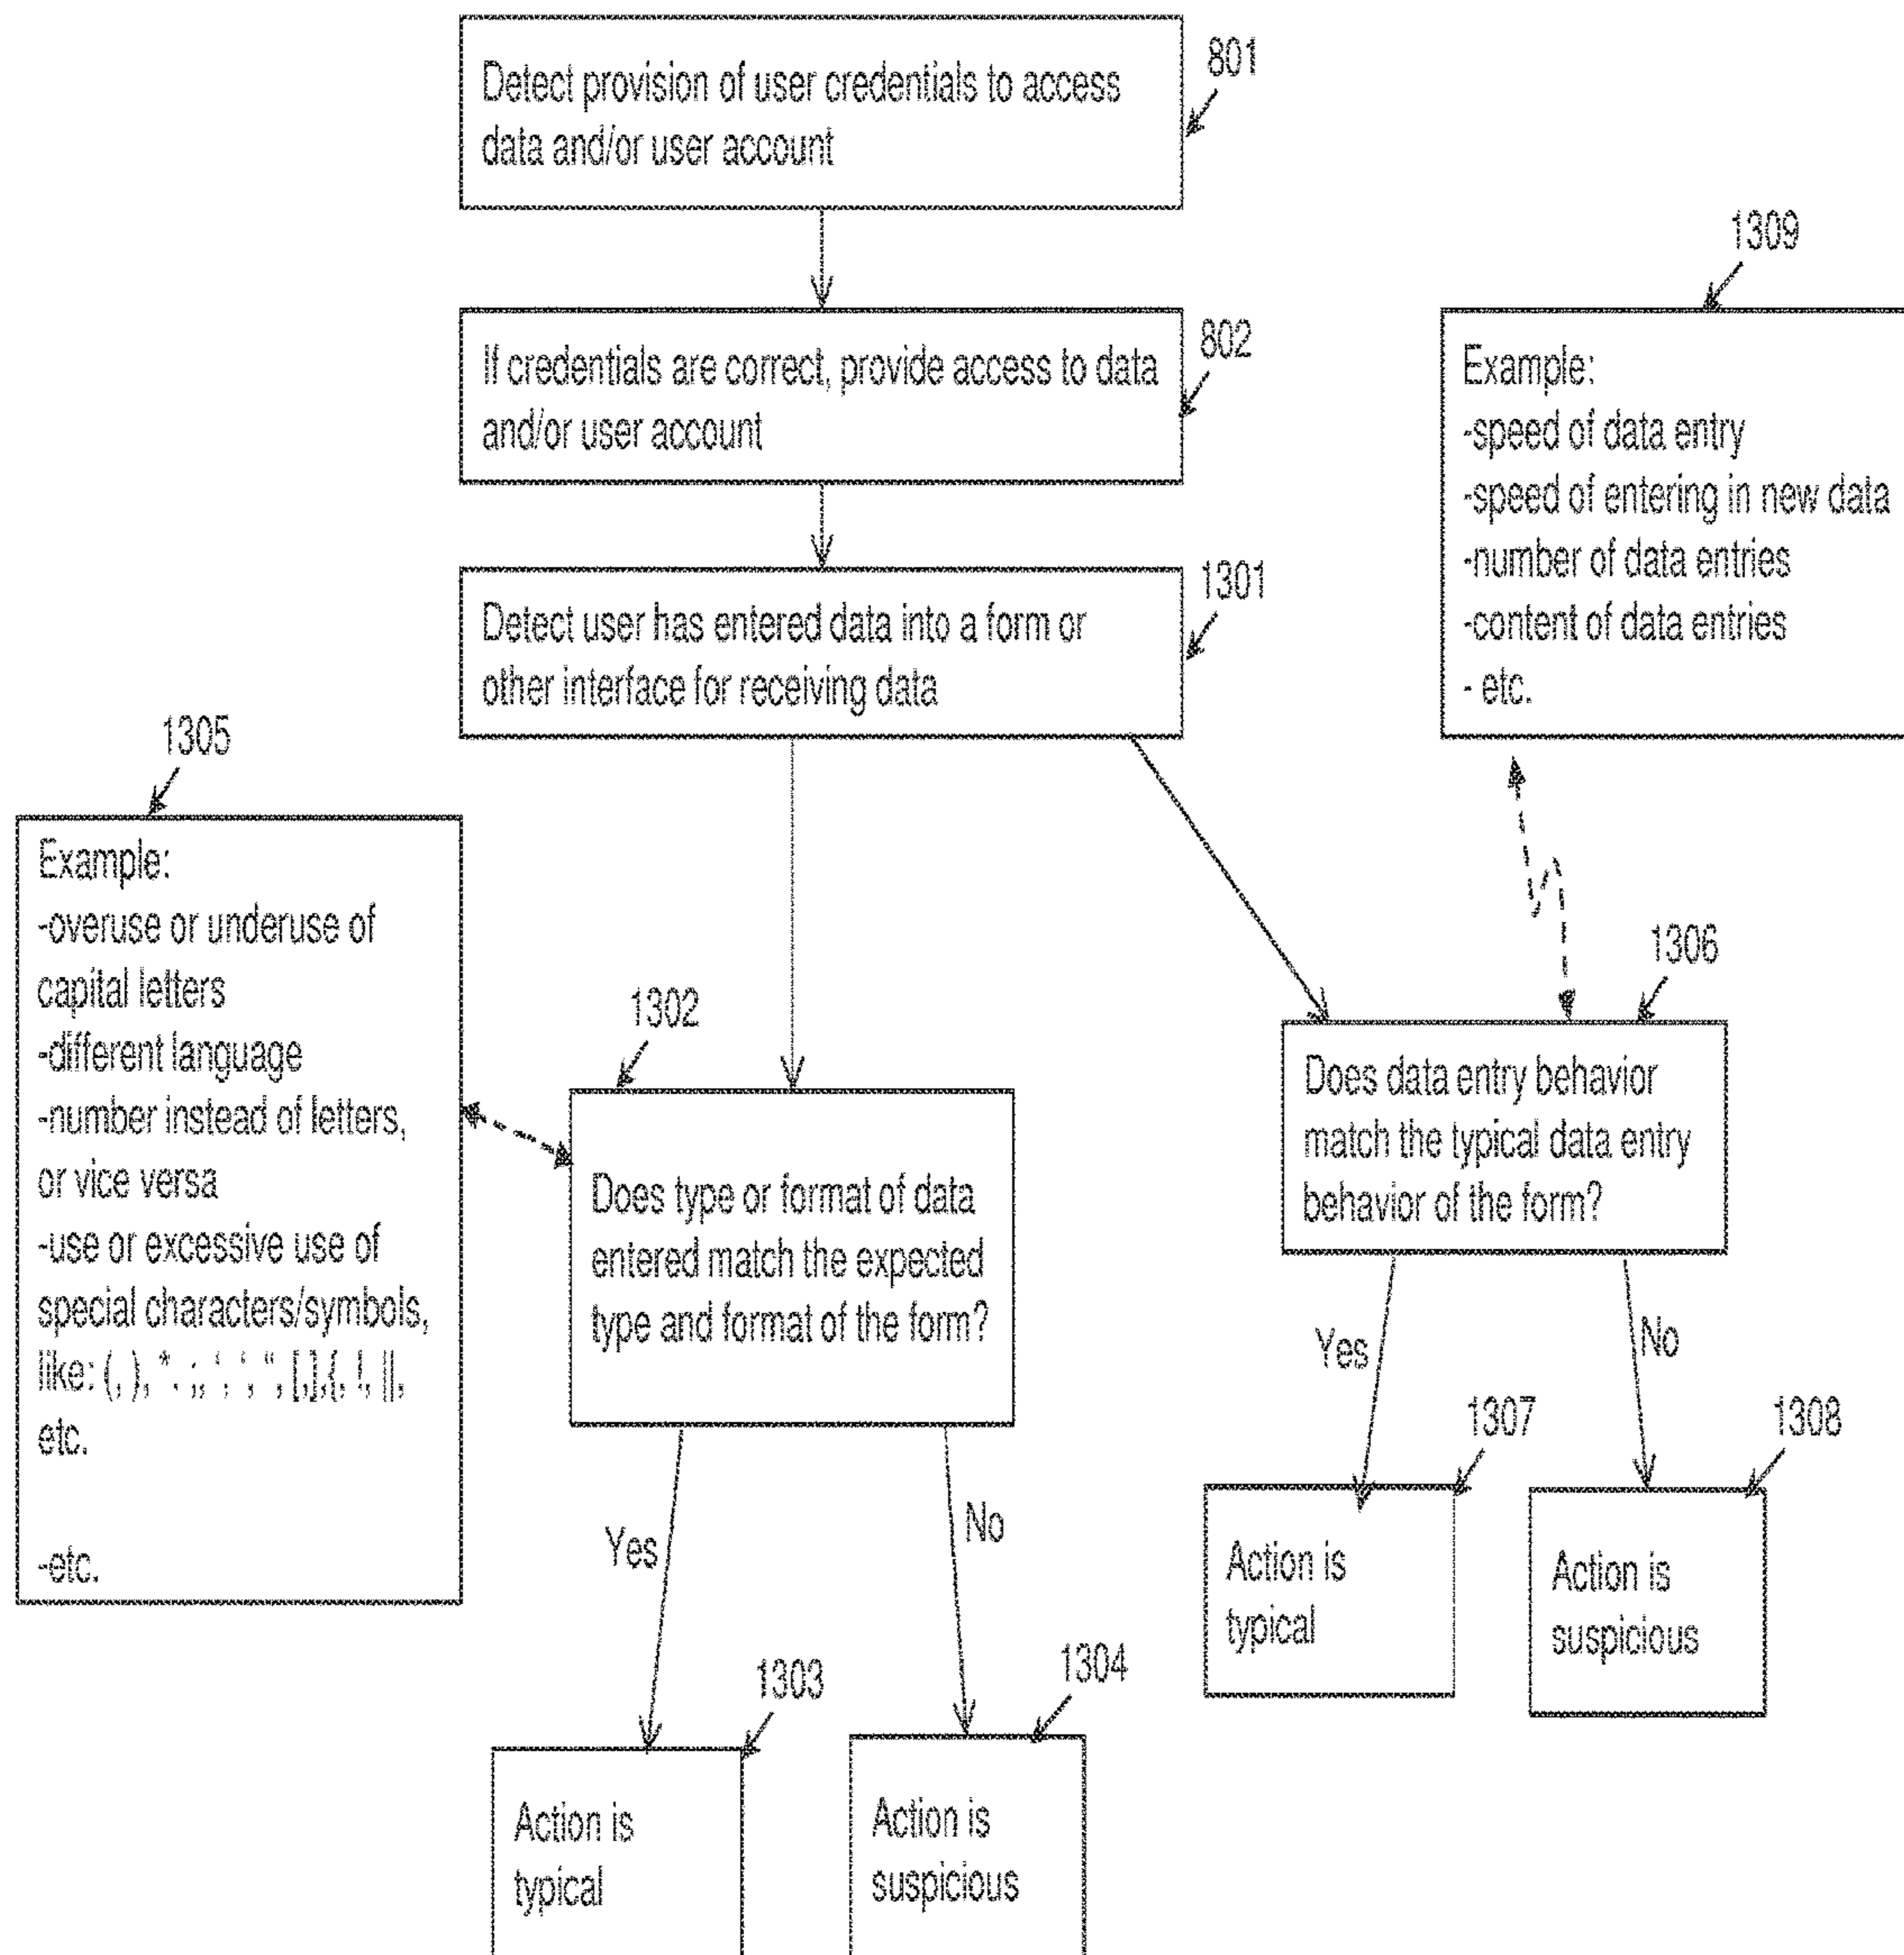 801
Detect provision of user credentials to access
data and/or user account
802
If credentials are correct, provide access to data
and/or user account
1309
Example:
-speed of data entry
-speed of entering in new data
-number of data entries
-content of data entries
- etc.
1301
Detect user has entered data into a form or
other interface for receiving data
1305
Example:
-overuse or underuse of
capital letters
-different language
-number instead of letters,
or vice versa
-use or excessive use of
special characters/symbols,
like:
etc.
-etc.
1302
Does type or format of data
entered match the expected
type and format of the form?
1306
Does data entry behavior
match the typical data entry
behavior of the form?
Yes
No
1307
Action is
typical
1308
Action is
suspicious
Yes
No
1303
Action is
typical
1304
Action is
suspicious